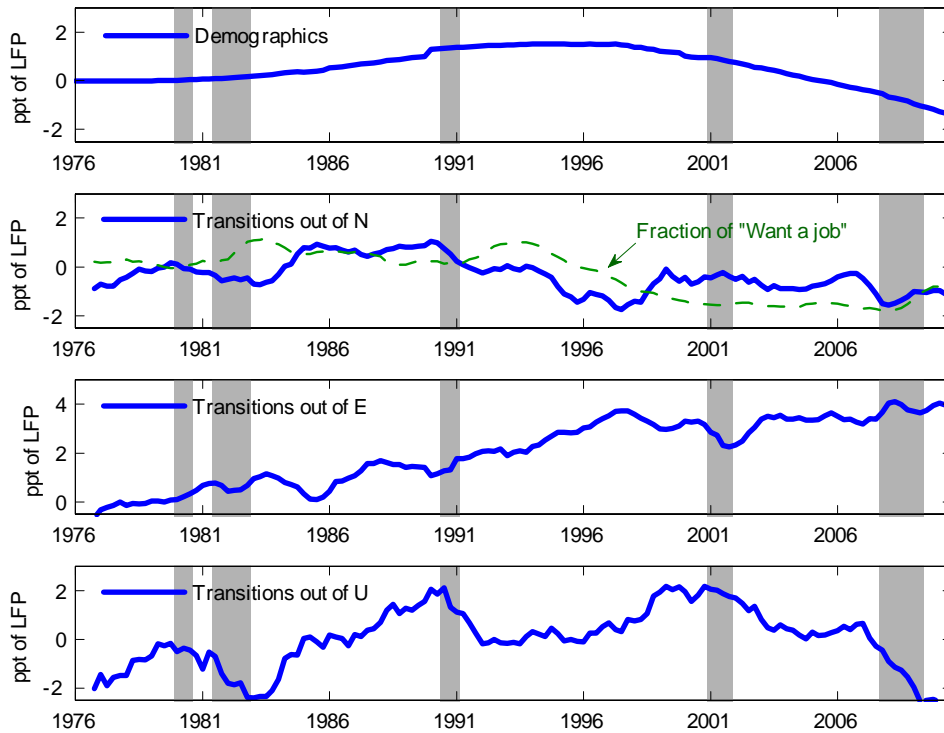 ppt of LFP
2
0
-2
Demographics
1976 1981 1986 1991 1996 2001 2006
ppt of LFP
2
0
-2
Transitions out of N
Fraction of "Want a job"
1976 1981 1986 1991 1996 2001 2006
ppt of LFP
4
2
0
Transitions out of E
1976 1981 1986 1991 1996 2001 2006
ppt of LFP
2
0
-2
Transitions out of U
1976 1981 1986 1991 1996 2001 2006